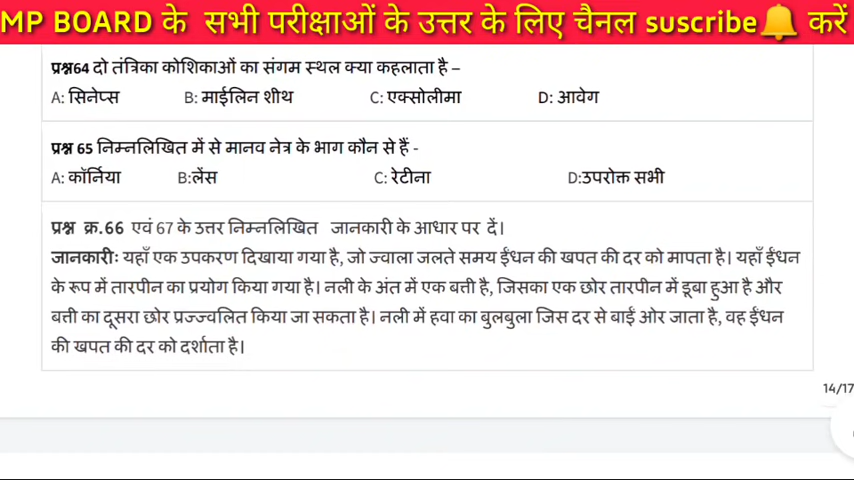 MP BOARD के सभी परीक्षाओं के उत्तर के लिए चैनल suscribe🔔 करें
प्रश्न64 दो तंत्रिका कोशिकाओं का संगम स्थल क्या कहलाता है –
A: सिनेप्स B: माईलिन शीथ C: एक्सोलीमा D: आवेग
प्रश्न 65 निम्नलिखित में से मानव नेत्र के भाग कौन से हैं -
A: कॉर्निया B:लेंस C: रेटीना D:उपरोक्त सभी
प्रश्न क्र.66 एवं 67 के उत्तर निम्नलिखित जानकारी के आधार पर दें।
जानकारीः यहाँ एक उपकरण दिखाया गया है, जो ज्वाला जलते समय ईंधन की खपत की दर को मापता है। यहाँ ईंधन
के रूप में तारपीन का प्रयोग किया गया है। नली के अंत में एक बत्ती है, जिसका एक छोर तारपीन में डूबा हुआ है और
बत्ती का दूसरा छोर प्रज्ज्वलित किया जा सकता है। नली में हवा का बुलबुला जिस दर से बाईं ओर जाता है, वह ईंधन
की खपत की दर को दर्शाता है।
14/17